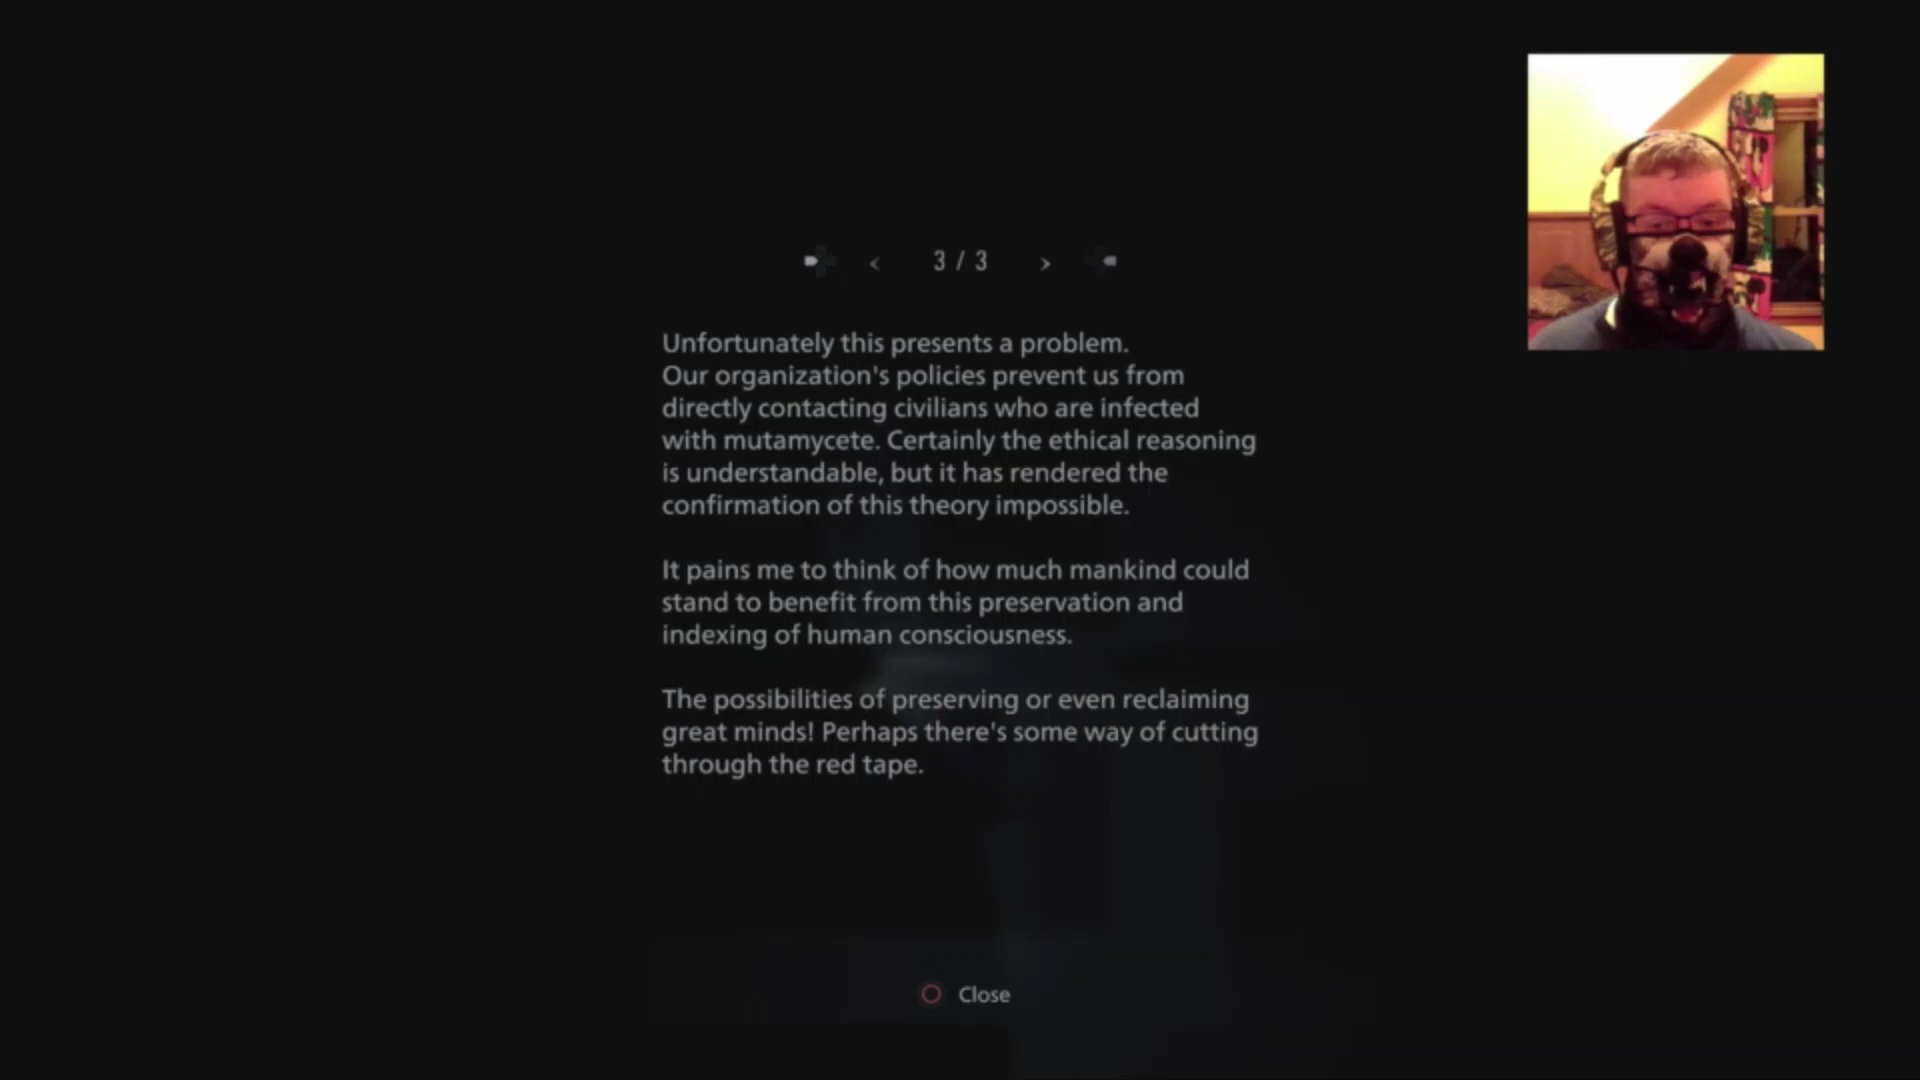 3 / 3
Unfortunately this presents a problem.
Our organization's policies prevent us from
directly contacting civilians who are infected
with mutamycete. Certainly the ethical reasoning
is understandable, but it has rendered the
confirmation of this theory impossible.
It pains me to think of how much mankind could
stand to benefit from this preservation and
indexing of human consciousness.
The possibilities of preserving or even reclaiming
great minds! Perhaps there's some way of cutting
through the red tape.
Close